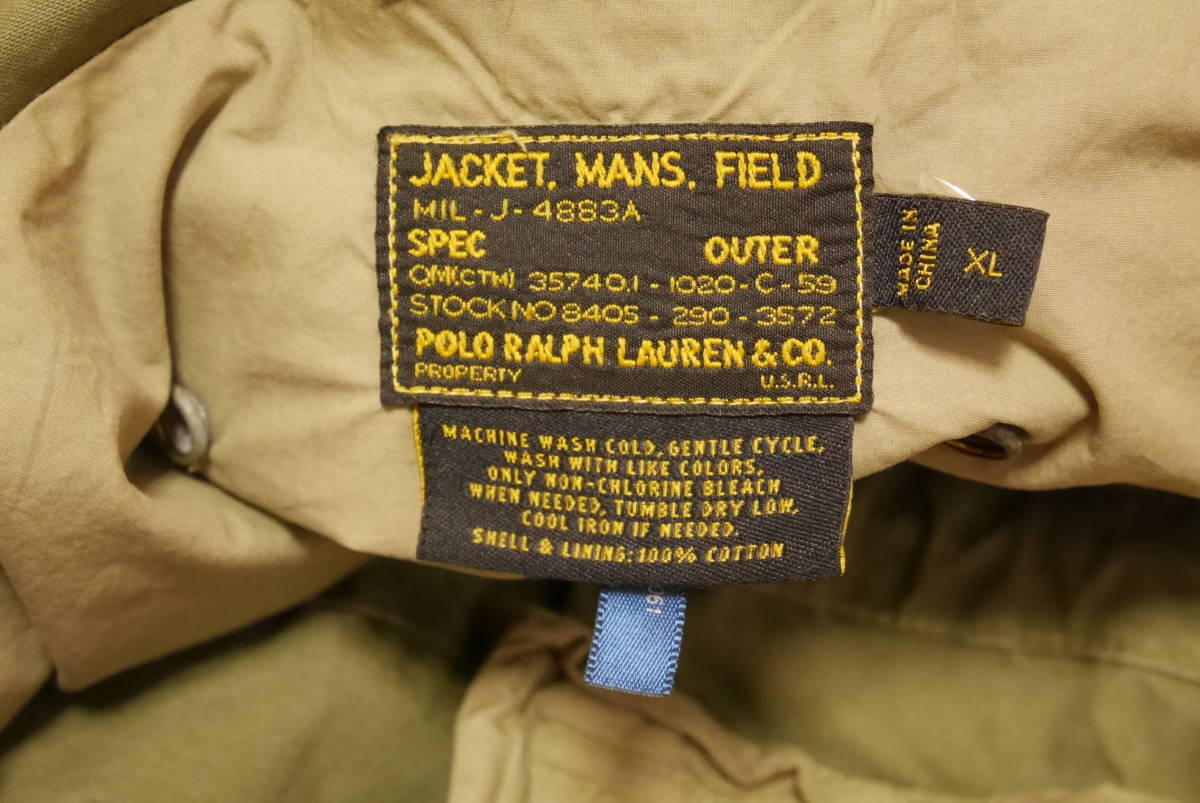 JACKET, MANS, FIELD
MIL - J - 4883A
SPEC OUTER
QM(CTM) 35740.1 - 1020 - C - 59
STOCK NO 8405 - 290 - 3572
POLO RALPH LAUREN & CO.
PROPERTY U.S.R.L.
MADE IN
CHINA
XL
MACHINE WASH COLD, GENTLE CYCLE,
WASH WITH LIKE COLORS,
ONLY NON-CHLORINE BLEACH
WHEN NEEDED, TUMBLE DRY LOW,
COOL IRON IF NEEDED.
SHELL & LINING: 100% COTTON